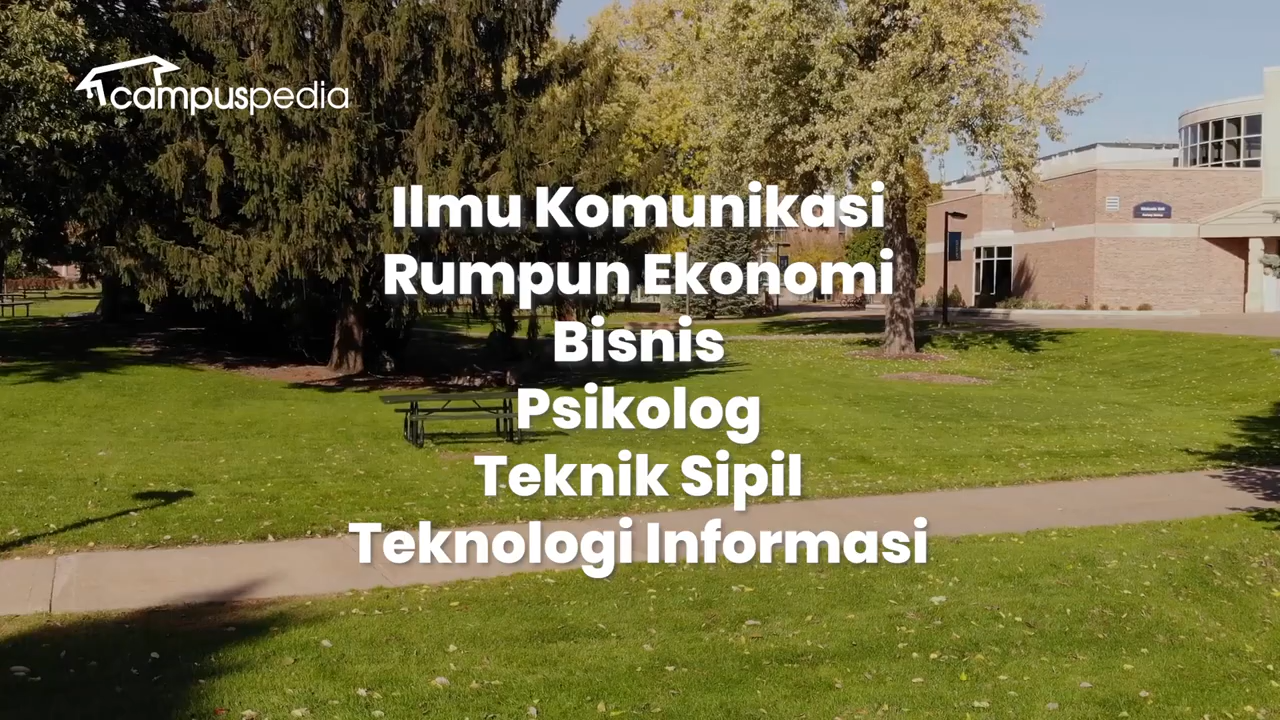 campuspedia
Ilmu Komunikasi
Rumpun Ekonomi
Bisnis
Psikolog
Teknik Sipil
Teknologi Informasi